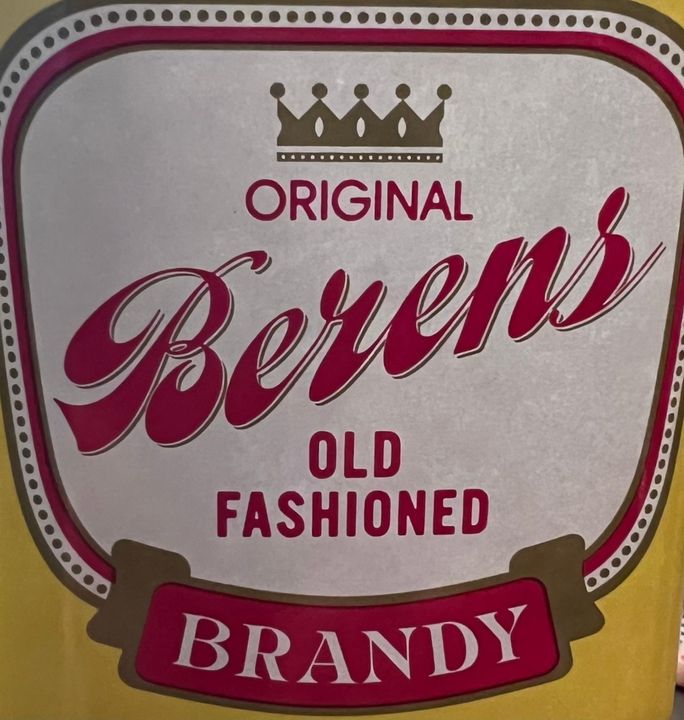 ORIGINAL
Berens
OLD
FASHIONED
BRANDY